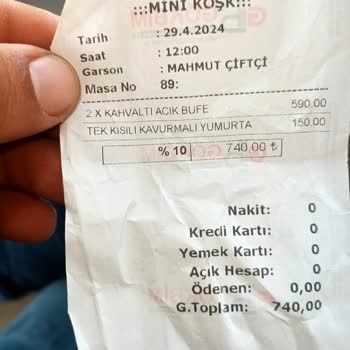 :::MİNİ KÖŞK:::
Tarih : 29.4.2024
Saat : 12:00
Garson : MAHMUT ÇİFTÇİ
Masa No 89:
2 X KAHVALTI ACIK BUFE 590,00
TEK KISILI KAVURMALI YUMURTA 150,00
% 10 740,00 ₺
Nakit: 0
Kredi Kartı: 0
Yemek Kartı: 0
Açık Hesap: 0
Ödenen: 0,00
G.Toplam: 740,00